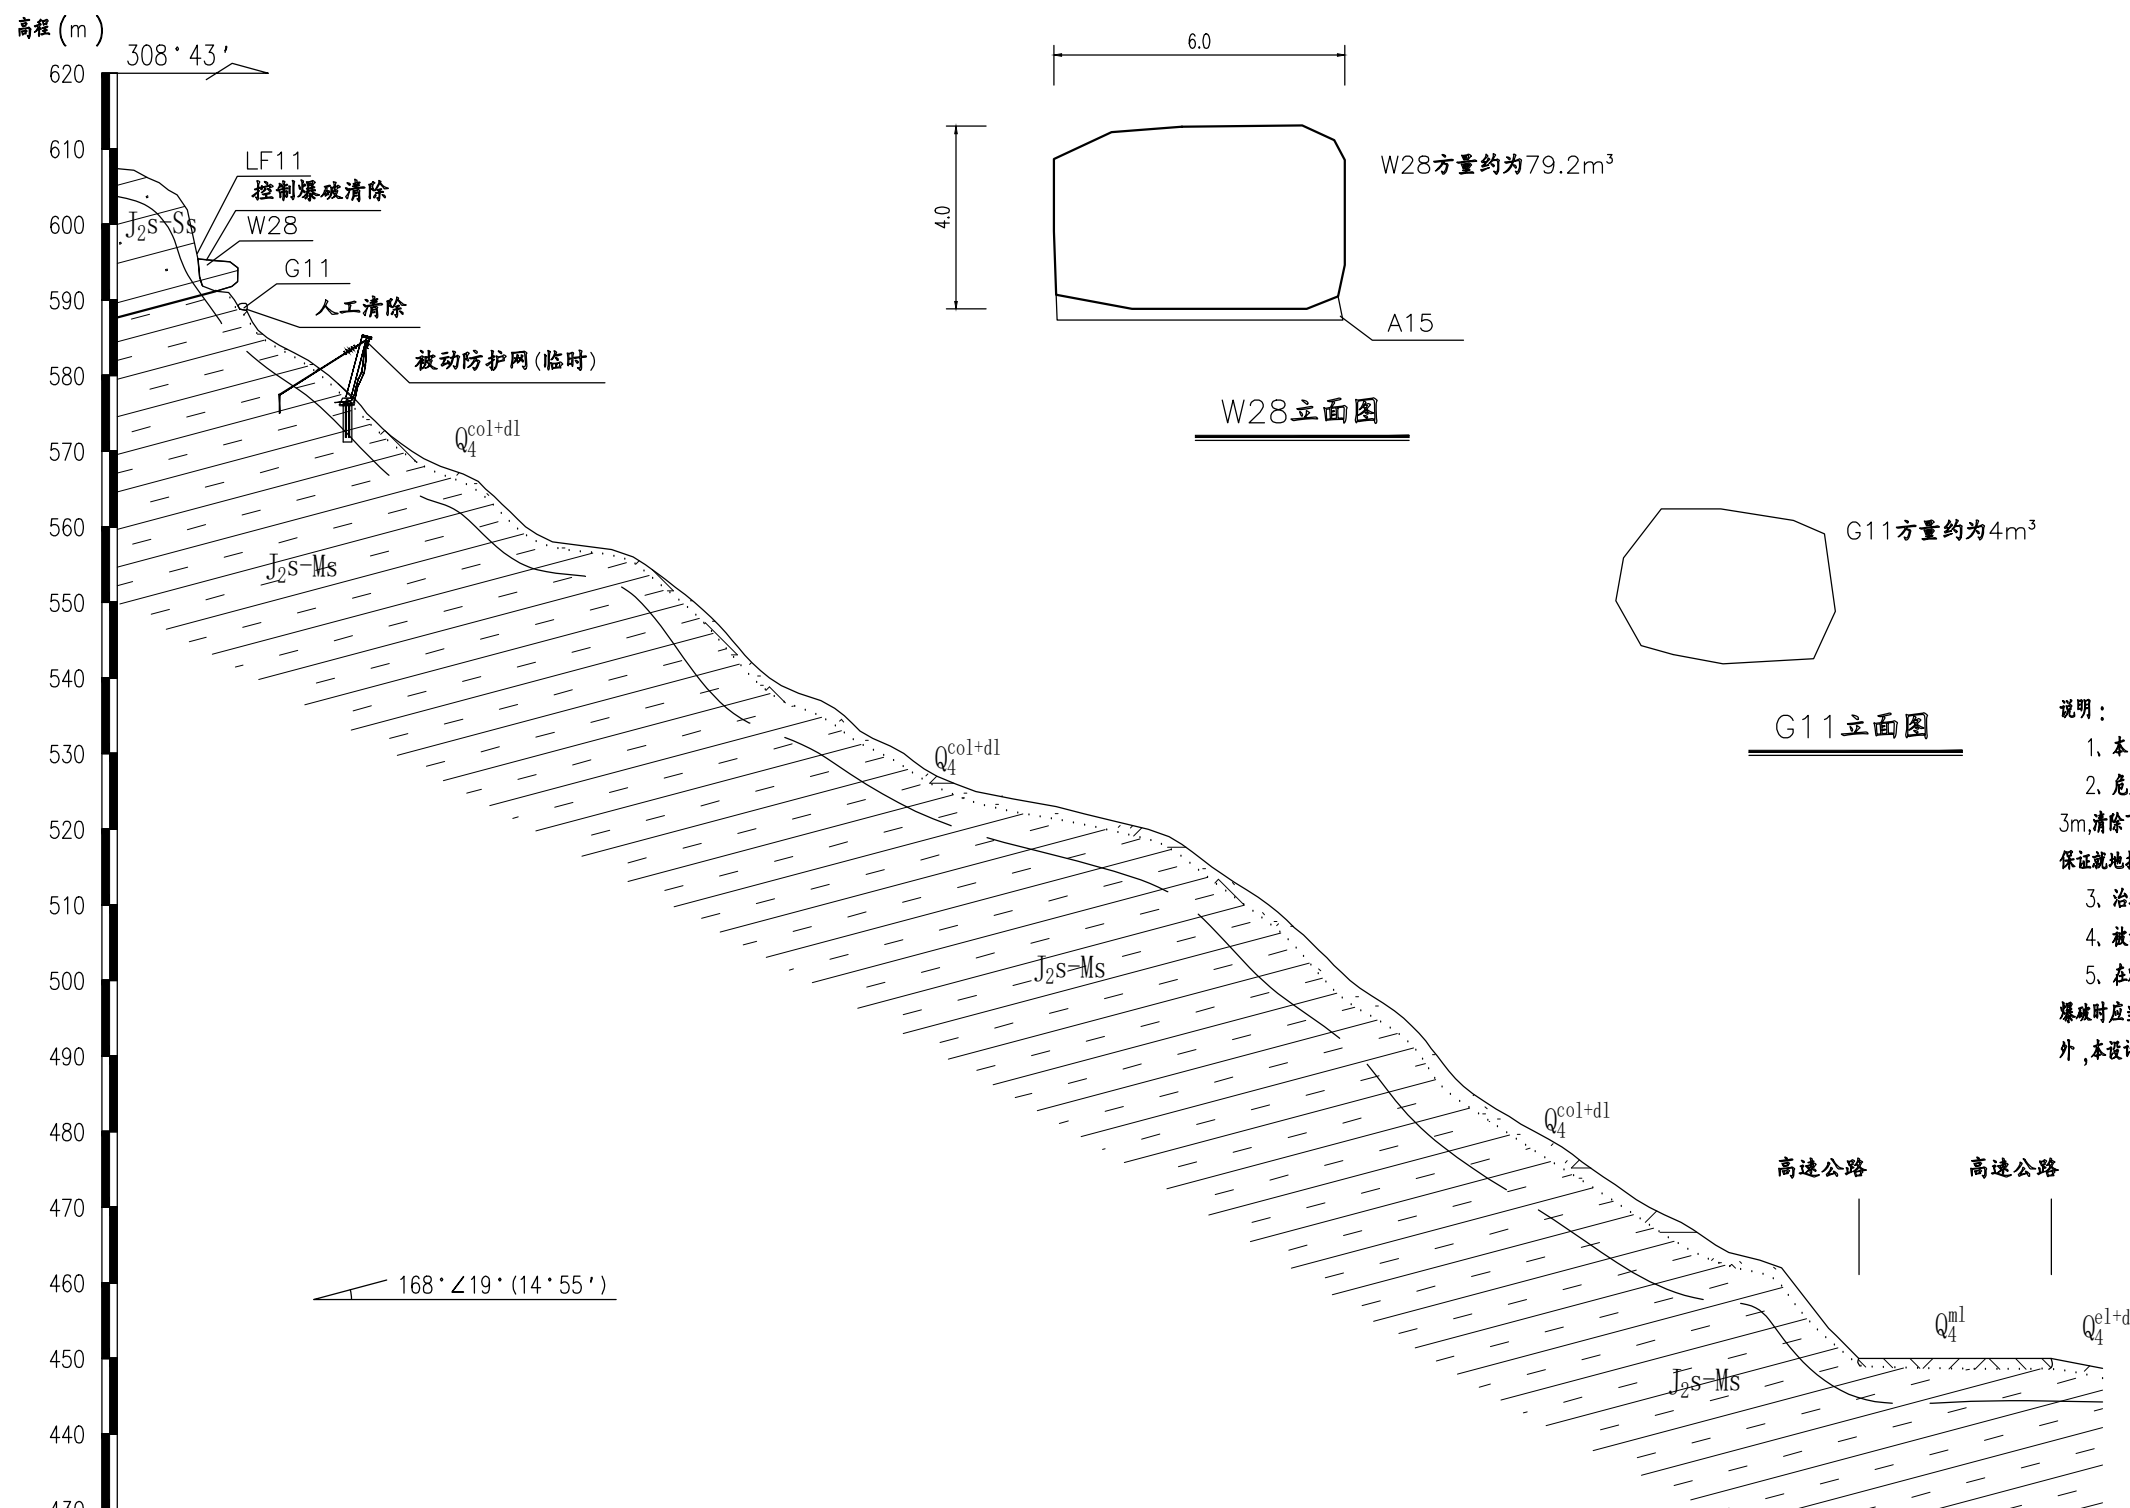 高程(m)
308°43′
620
610
600
590
580
570
560
550
540
530
520
510
500
490
480
470
460
450
440
LF11
控制爆破清除
W28
G11
人工清除
被动防护网(临时)
J₂s-Ss
Q₄ᶜᵒˡ⁺ᵈˡ
J₂s-Ms
Q₄ᶜᵒˡ⁺ᵈˡ
J₂s-Ms
Q₄ᶜᵒˡ⁺ᵈˡ
J₂s-Ms
168°∠19°(14°55′)
6.0
4.0
W28方量约为79.2m³
A15
W28立面图
G11方量约为4m³
G11立面图
说明：
1、本
2、危
3m,清除
保证就地
3、治
4、被
5、在
爆破时应
外,本设
高速公路
高速公路
Q₄ᵐˡ
Q₄ᵉˡ⁺ᵈ